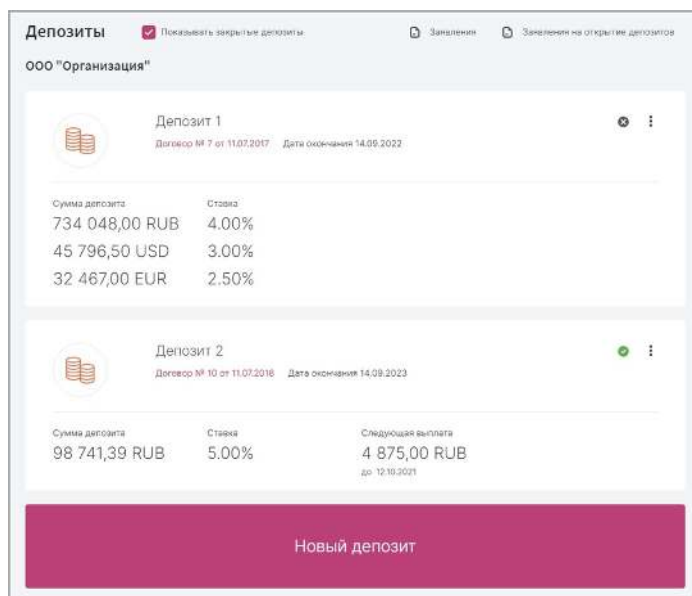 Депозиты Показывать закрытые депозиты Заявления Заявления на открытие депозитов
ООО "Организация"
Депозит 1
Договор № 7 от 11.07.2017 Дата окончания 14.09.2022
Сумма депозита Ставка
734 048,00 RUB 4.00%
45 796,50 USD 3.00%
32 467,00 EUR 2.50%
Депозит 2
Договор № 10 от 11.07.2018 Дата окончания 14.09.2023
Сумма депозита Ставка Следующая выплата
98 741,39 RUB 5.00% 4 875,00 RUB
до 12.10.2021
Новый депозит